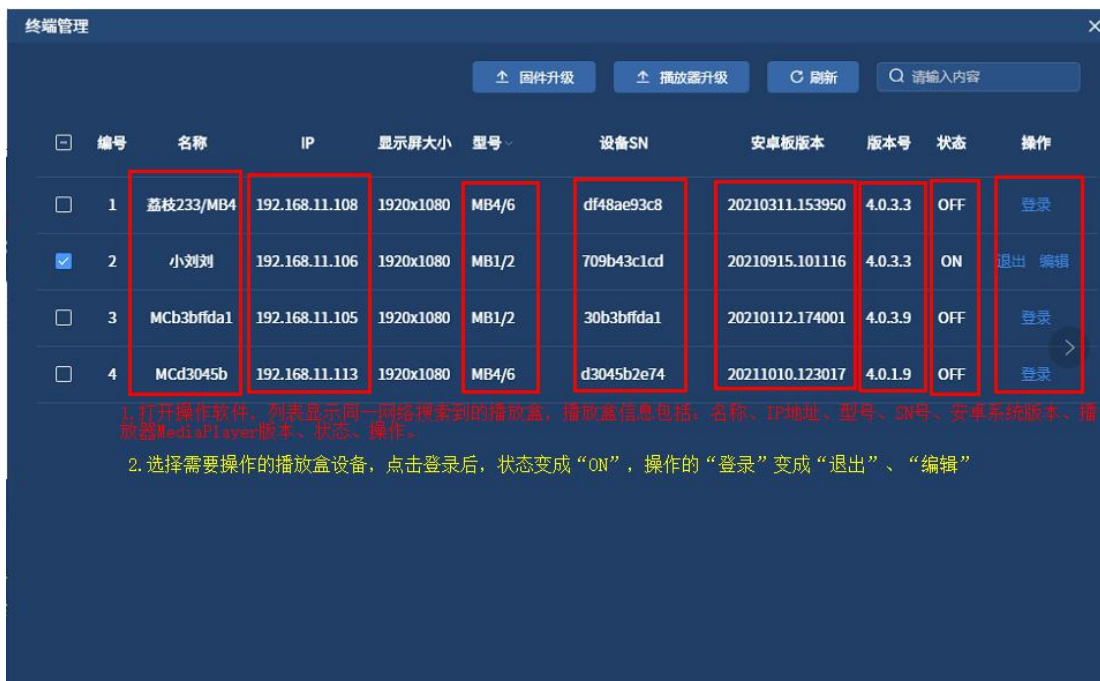 终端管理
固件升级 播放器升级 刷新 请输入内容
编号 名称 IP 显示屏大小 型号 设备SN 安卓板版本 版本号 状态 操作
1 荔枝233/MB4 192.168.11.108 1920x1080 MB4/6 df48ae93c8 20210311.153950 4.0.3.3 OFF 登录
2 小刘刘 192.168.11.106 1920x1080 MB1/2 709b43c1cd 20210915.101116 4.0.3.3 ON 退出 编辑
3 MCb3bffda1 192.168.11.105 1920x1080 MB1/2 30b3bffda1 20210112.174001 4.0.3.9 OFF 登录
4 MCd3045b 192.168.11.113 1920x1080 MB4/6 d3045b2e74 20211010.123017 4.0.1.9 OFF 登录
1.打开操作软件，列表显示同一网络搜索到的播放盒，播放盒信息包括：名称、IP地址、型号、SN号、安卓系统版本、播
放器MediaPlayer版本、状态、操作。
2.选择需要操作的播放盒设备，点击登录后，状态变成“ON”，操作的“登录”变成“退出”、“编辑”